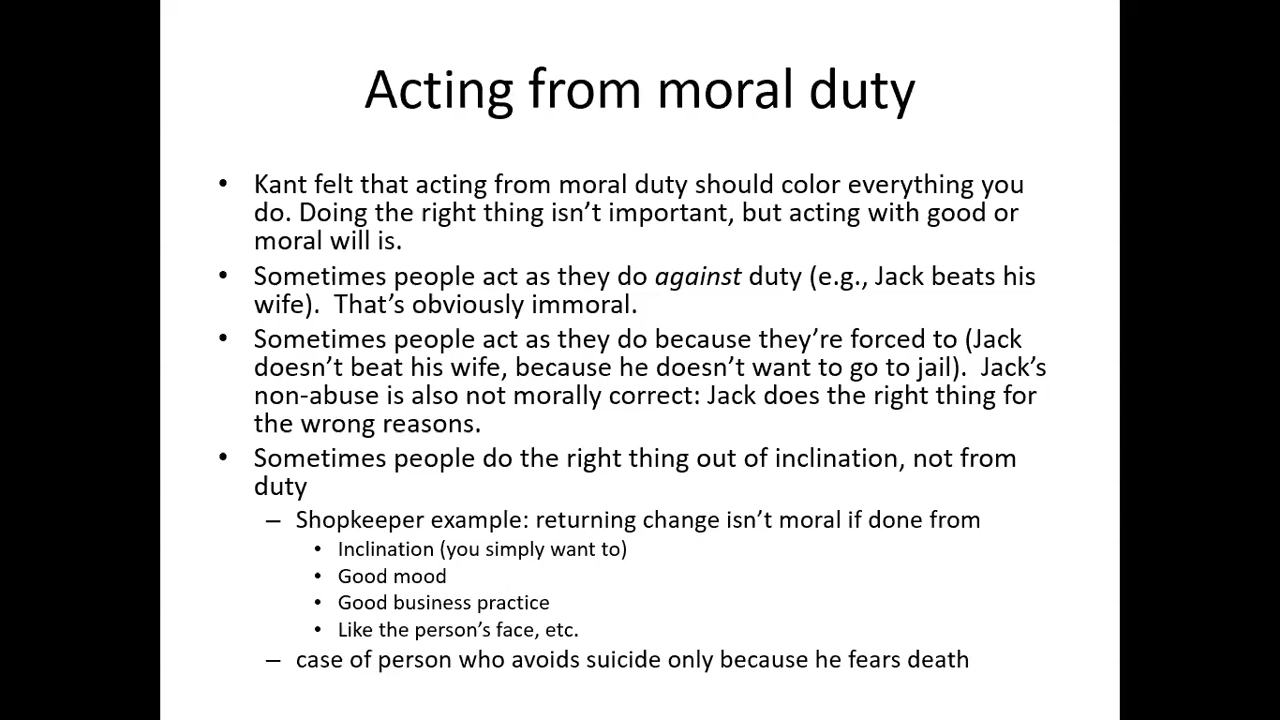 Acting from moral duty
• Kant felt that acting from moral duty should color everything you
do. Doing the right thing isn't important, but acting with good or
moral will is.
• Sometimes people act as they do against duty (e.g., Jack beats his
wife).  That's obviously immoral.
• Sometimes people act as they do because they're forced to (Jack
doesn't beat his wife, because he doesn't want to go to jail).  Jack's
non-abuse is also not morally correct: Jack does the right thing for
the wrong reasons.
• Sometimes people do the right thing out of inclination, not from
duty
– Shopkeeper example: returning change isn't moral if done from
• Inclination (you simply want to)
• Good mood
• Good business practice
• Like the person's face, etc.
– case of person who avoids suicide only because he fears death